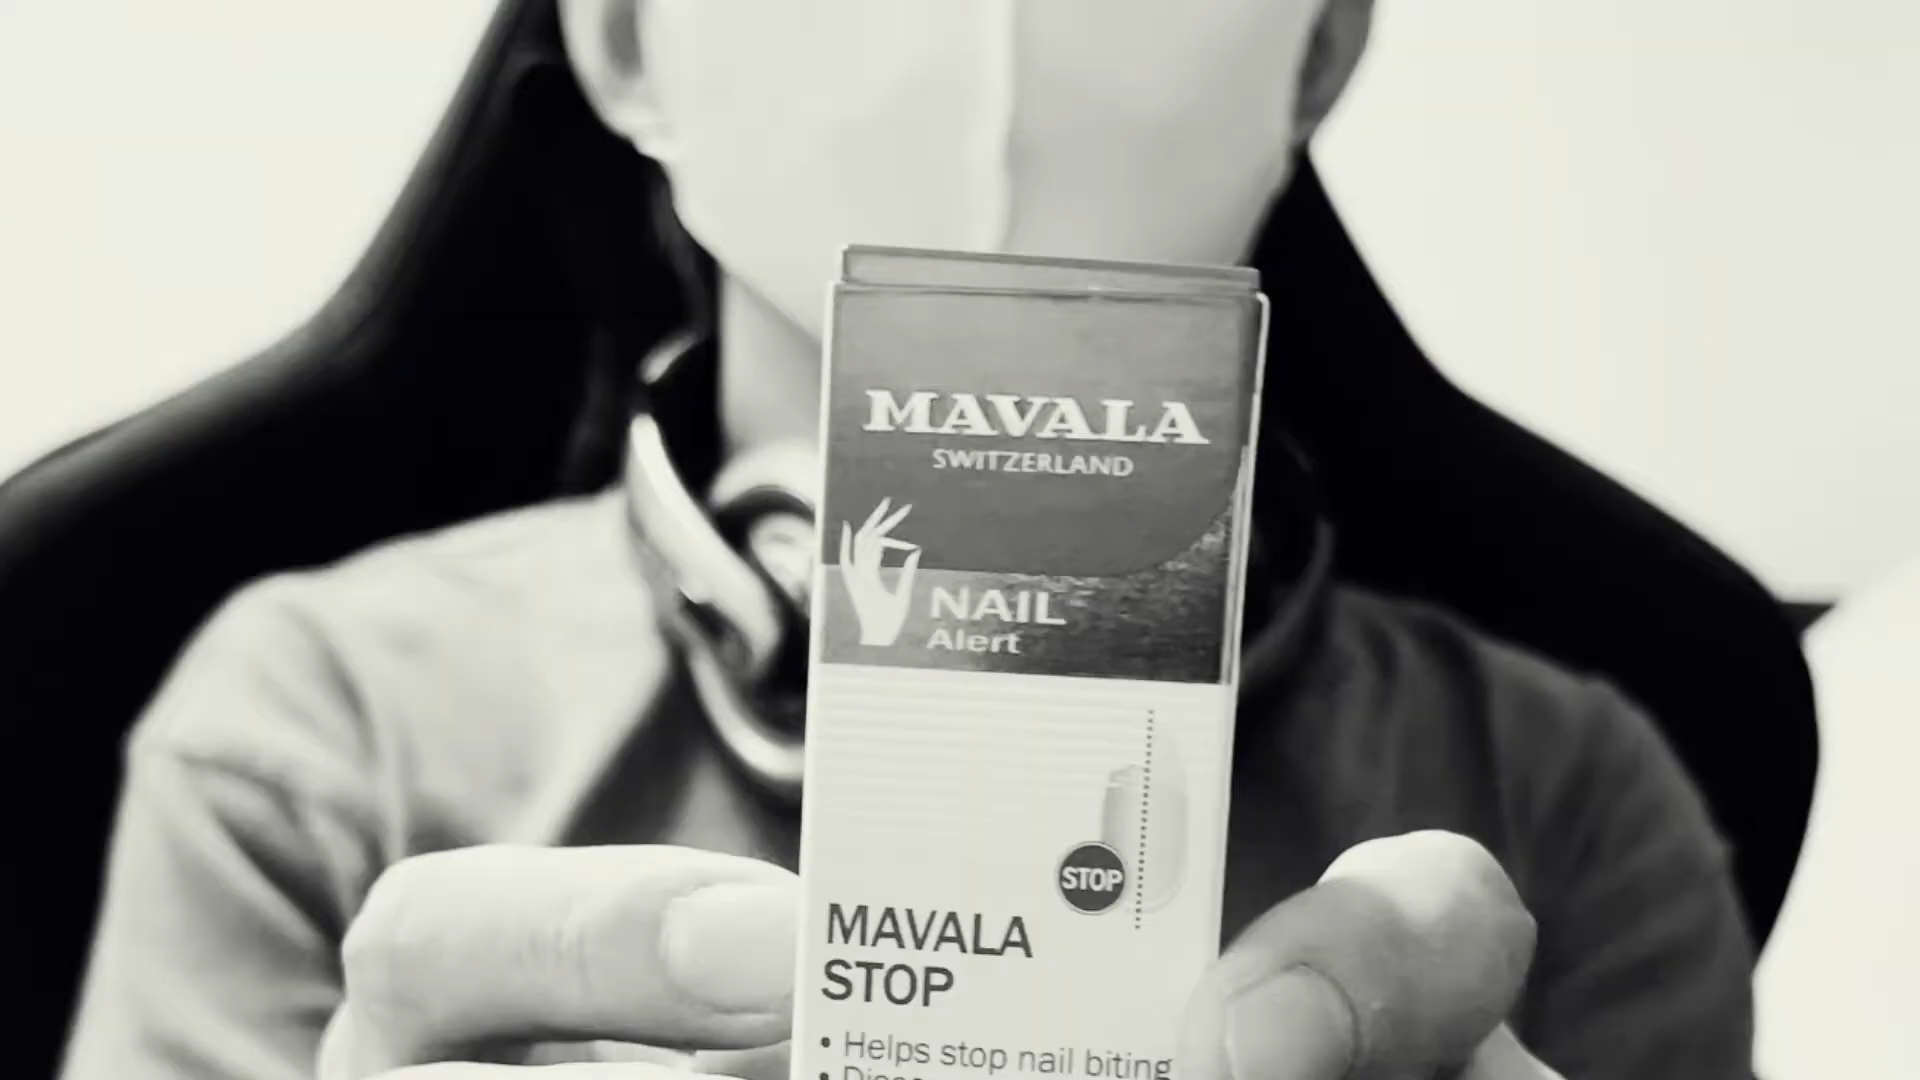 MAVALA
SWITZERLAND
NAIL
Alert
STOP
MAVALA
STOP
• Helps stop nail biting